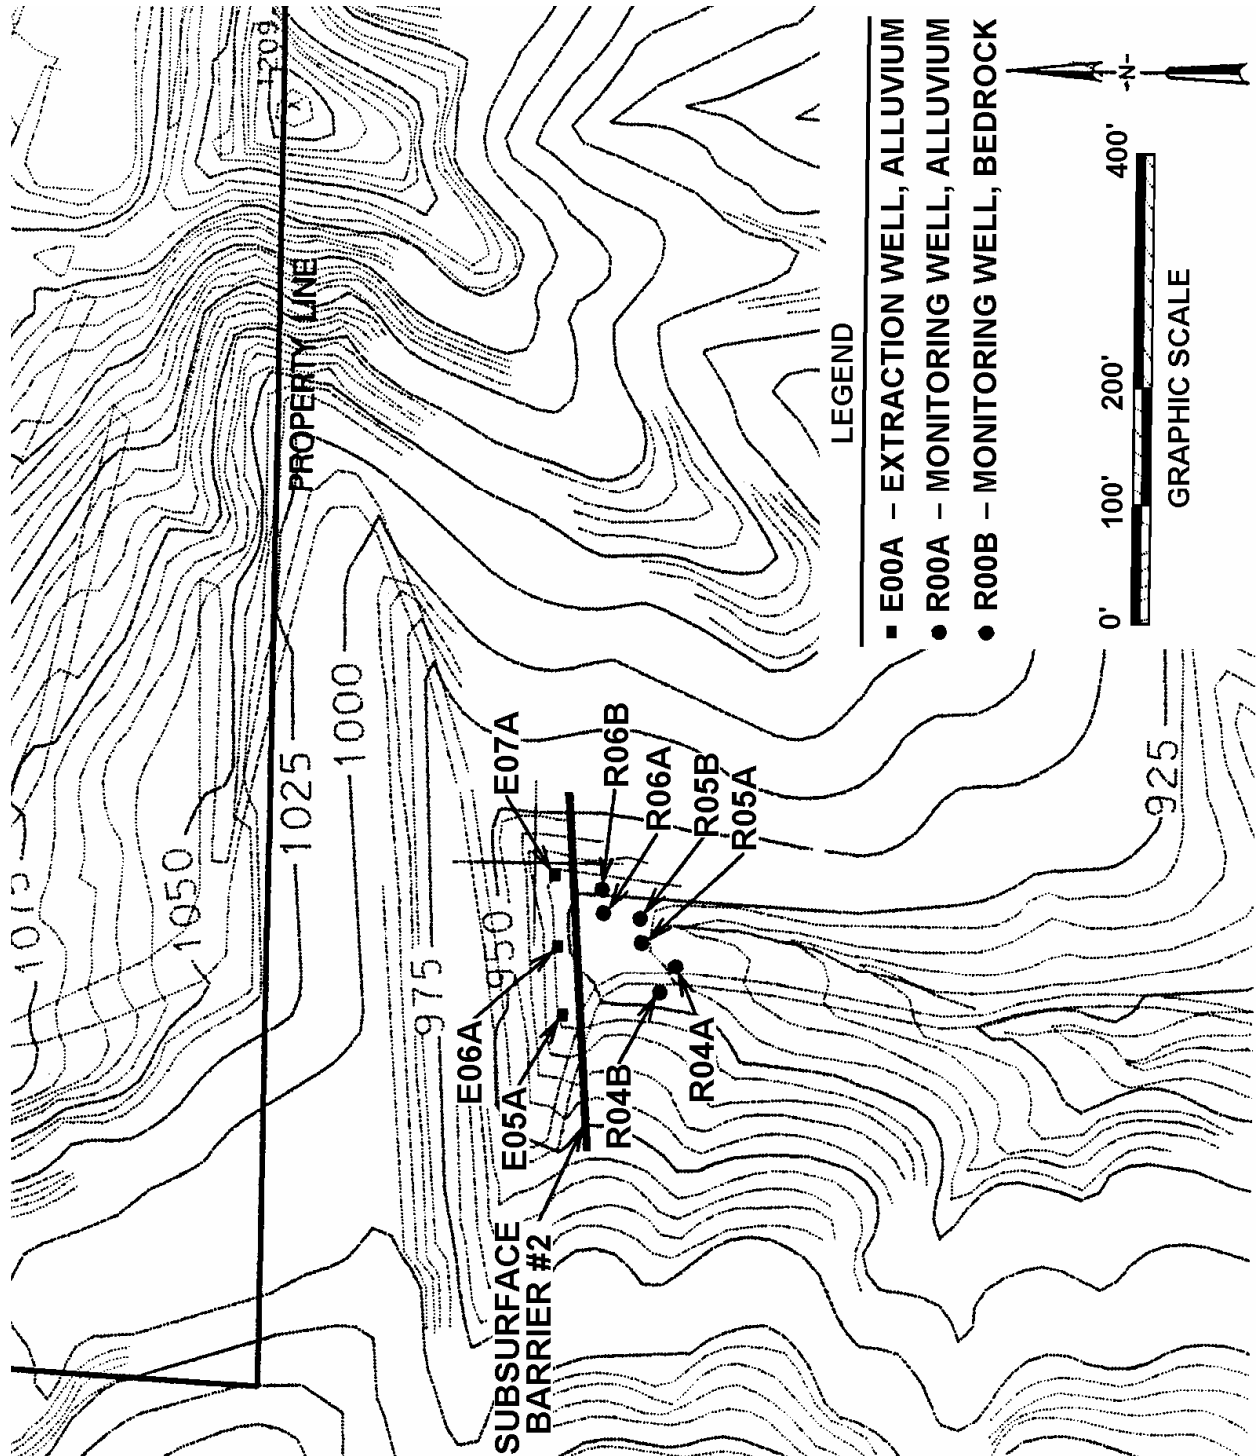 1209
PROPERTY LINE
1075
1050
1025
1000
975
950
925
E07A
R06B
R06A
R05B
R05A
E06A
E05A
R04B
R04A
SUBSURFACE
BARRIER #2
LEGEND
E00A – EXTRACTION WELL, ALLUVIUM
R00A – MONITORING WELL, ALLUVIUM
R00B – MONITORING WELL, BEDROCK
-N-
0' 100' 200' 400'
GRAPHIC SCALE